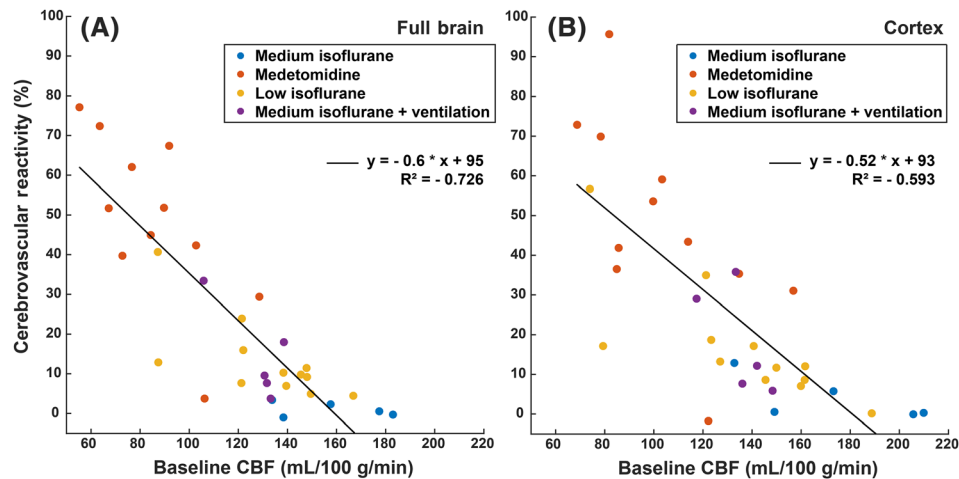 (A)
Full brain
Medium isoflurane
Medetomidine
Low isoflurane
Medium isoflurane + ventilation
y = - 0.6 * x + 95
R² = - 0.726
Cerebrovascular reactivity (%)
100
90
80
70
60
50
40
30
20
10
0
60 80 100 120 140 160 180 200 220
Baseline CBF (mL/100 g/min)
(B)
Cortex
Medium isoflurane
Medetomidine
Low isoflurane
Medium isoflurane + ventilation
y = - 0.52 * x + 93
R² = - 0.593
100
90
80
70
60
50
40
30
20
10
0
60 80 100 120 140 160 180 200 220
Baseline CBF (mL/100 g/min)